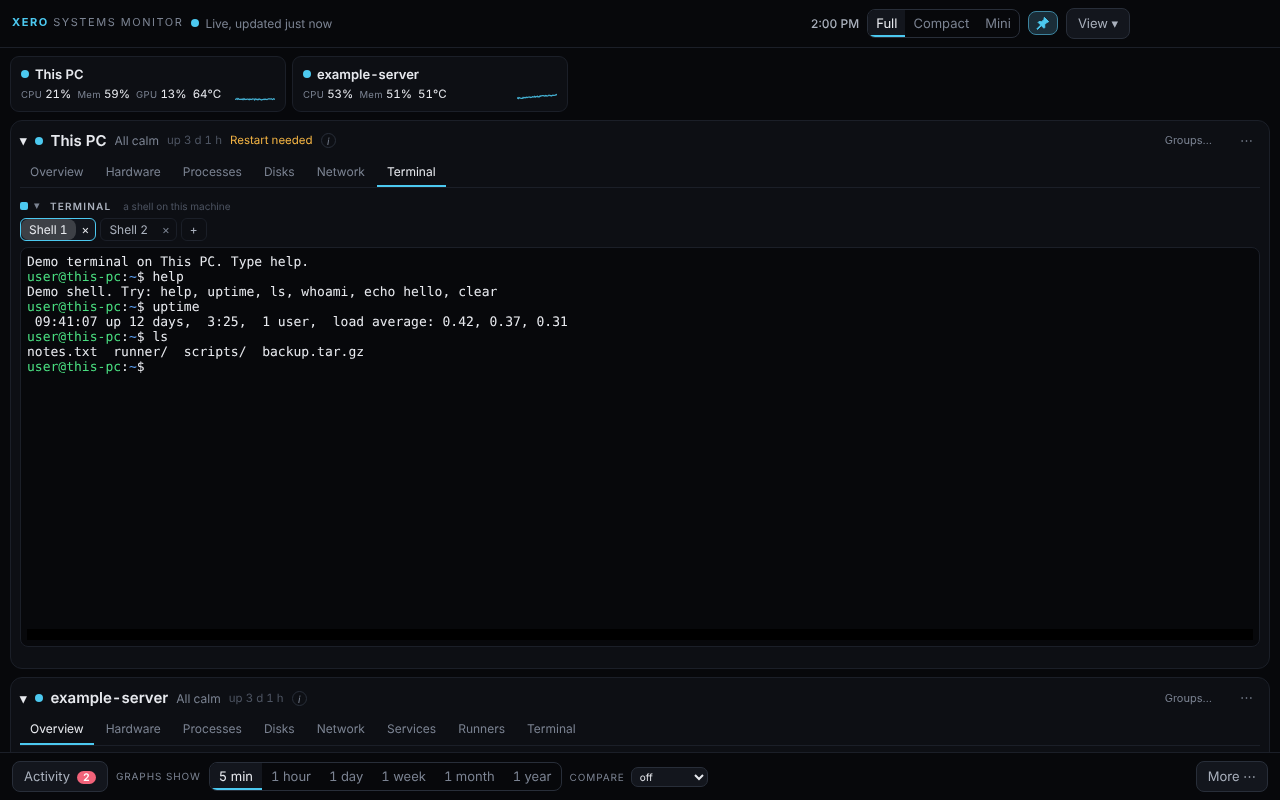 XERO SYSTEMS MONITOR Live, updated just now 2:00 PM Full Compact Mini View ▾
This PC
CPU 21% Mem 59% GPU 13% 64°C
example-server
CPU 53% Mem 51% 51°C
▾ This PC All calm up 3 d 1 h Restart needed i Groups... ⋯
Overview Hardware Processes Disks Network Terminal
▾ TERMINAL a shell on this machine
Shell 1 × Shell 2 × +
Demo terminal on This PC. Type help.
user@this-pc:~$ help
Demo shell. Try: help, uptime, ls, whoami, echo hello, clear
user@this-pc:~$ uptime
 09:41:07 up 12 days,  3:25,  1 user,  load average: 0.42, 0.37, 0.31
user@this-pc:~$ ls
notes.txt  runner/  scripts/  backup.tar.gz
user@this-pc:~$
▾ example-server All calm up 3 d 1 h i Groups... ⋯
Overview Hardware Processes Disks Network Services Runners Terminal
Activity 2 GRAPHS SHOW 5 min 1 hour 1 day 1 week 1 month 1 year COMPARE off More ⋯